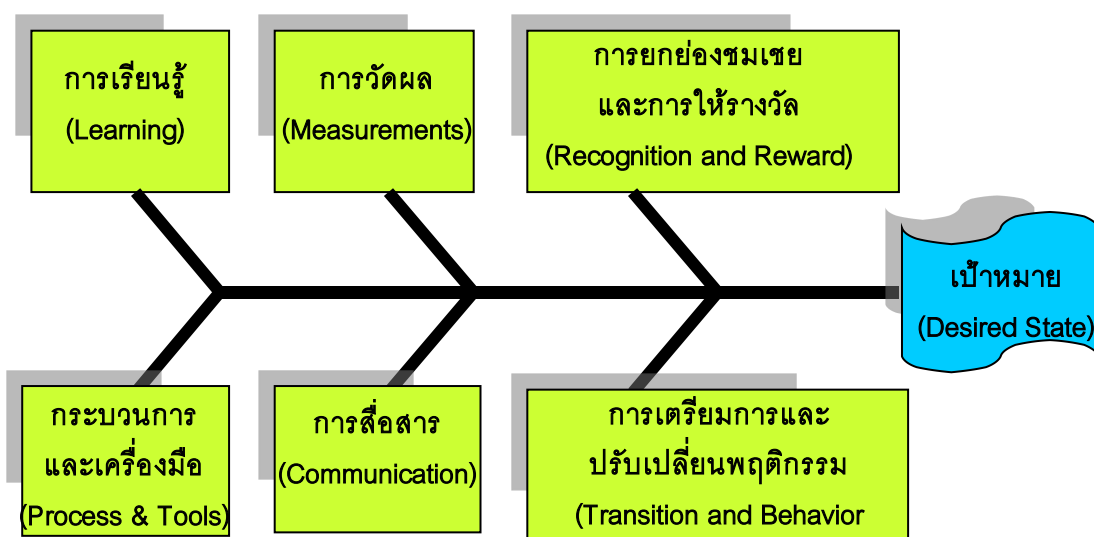 การเรียนรู้
(Learning)
การวัดผล
(Measurements)
การยกย่องชมเชย
และการให้รางวัล
(Recognition and Reward)
เป้าหมาย
(Desired State)
กระบวนการ
และเครื่องมือ
(Process & Tools)
การสื่อสาร
(Communication)
การเตรียมการและ
ปรับเปลี่ยนพฤติกรรม
(Transition and Behavior